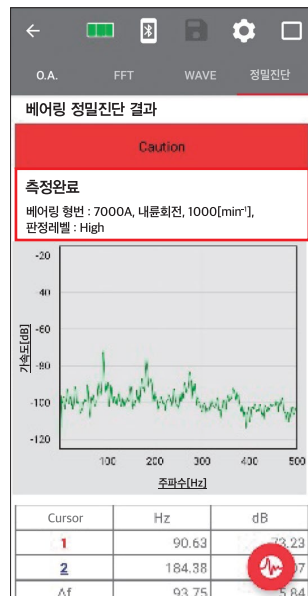 O.A. FFT WAVE 정밀진단
베어링 정밀진단 결과
Caution
측정완료
베어링 형번 : 7000A, 내륜회전, 1000[min⁻¹],
판정레벨 : High
-20
-40
-60
-80
-100
-120
가속도[dB]
100 200 300 400 500
주파수[Hz]
Cursor Hz dB
1 90.63 73.23
2 184.38 07
Δf 93.75 5.84